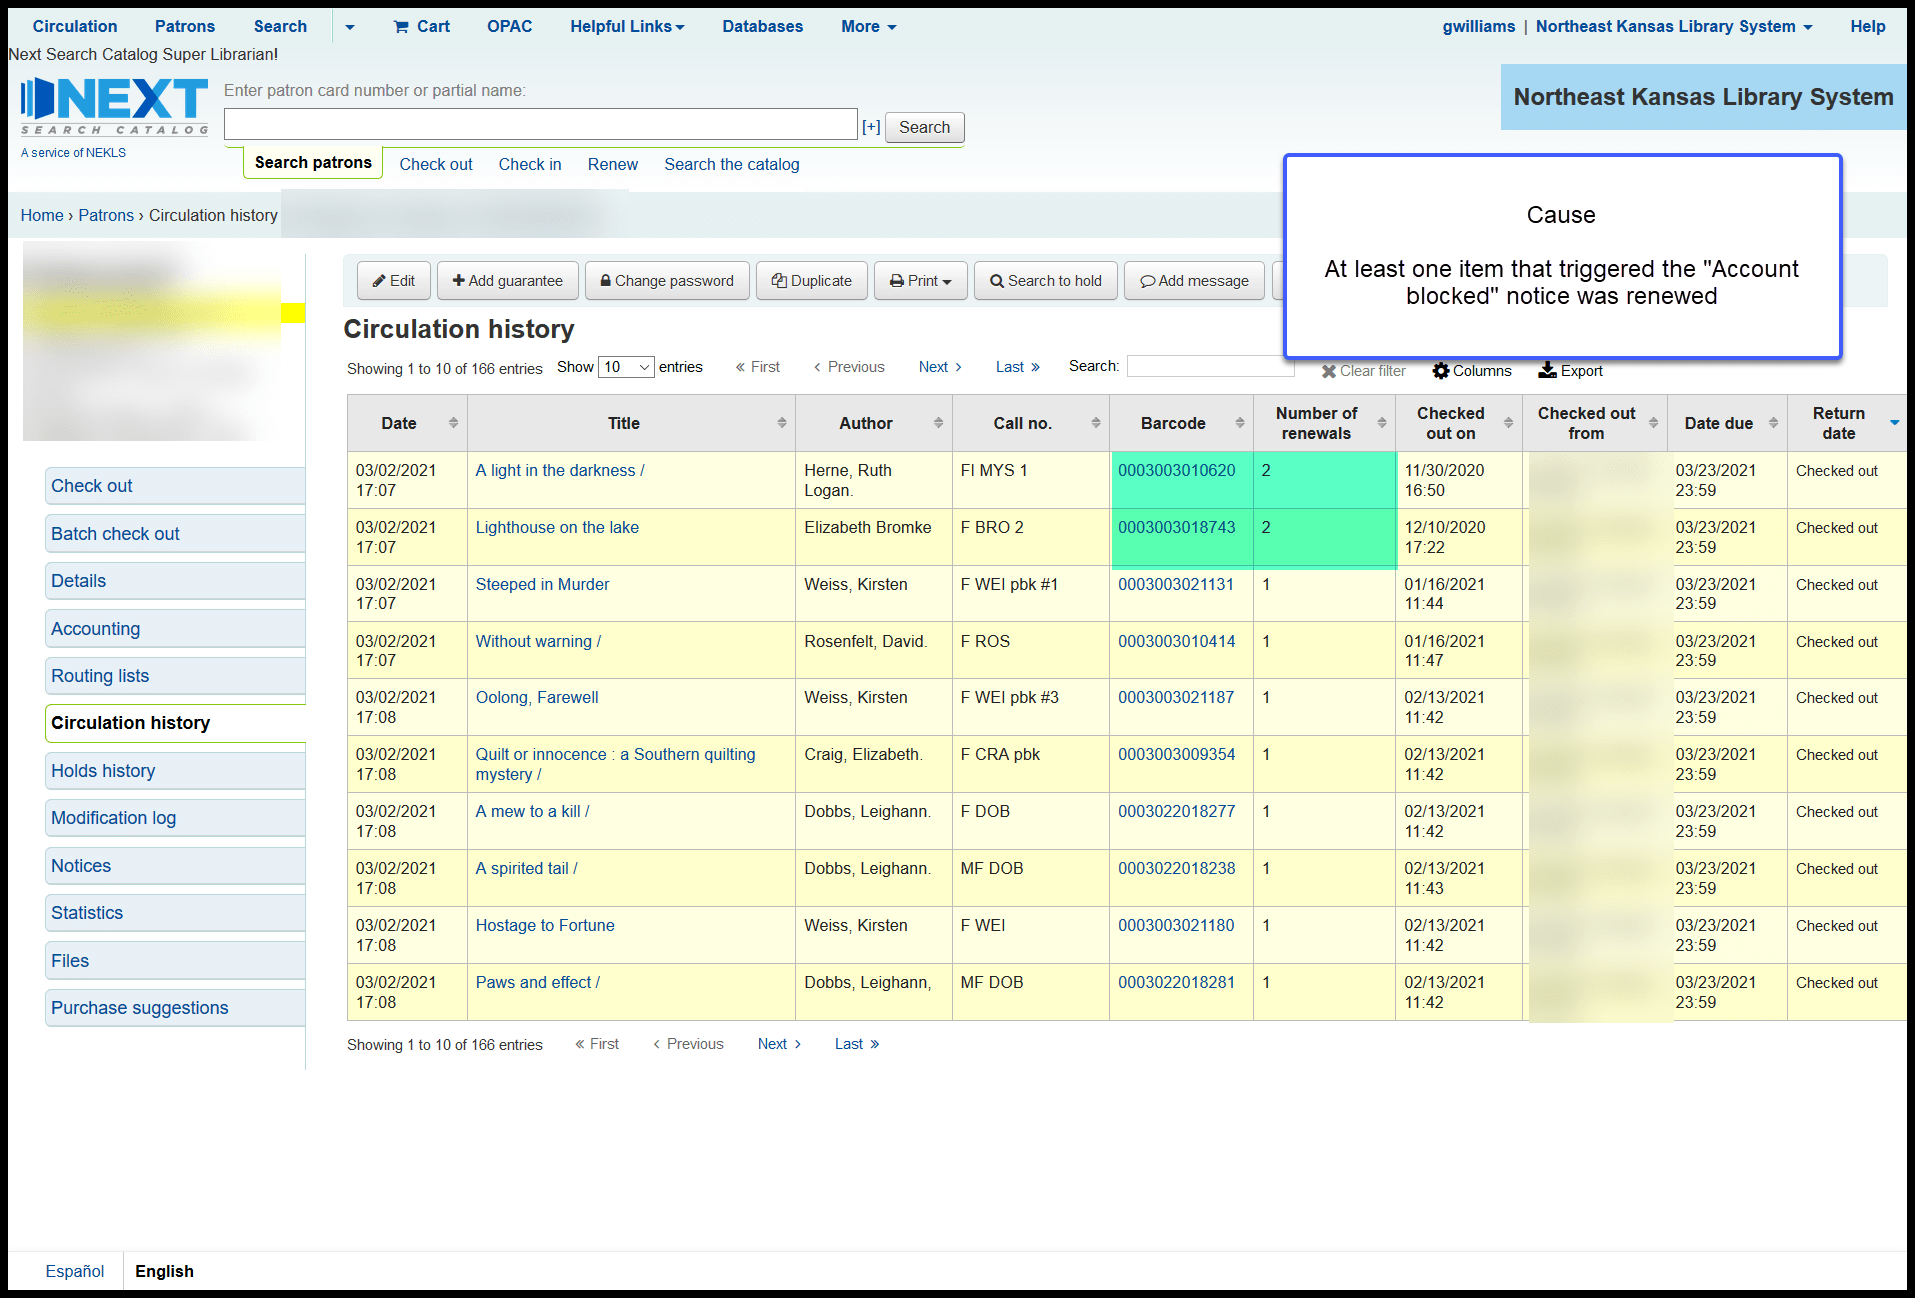 Circulation Patrons Search Cart OPAC Helpful Links Databases More gwilliams | Northeast Kansas Library System Help
Next Search Catalog Super Librarian!
NEXT
SEARCH CATALOG
A service of NEKLS
Enter patron card number or partial name:
[+] Search
Search patrons Check out Check in Renew Search the catalog
Northeast Kansas Library System
Home › Patrons › Circulation history
Cause
At least one item that triggered the "Account
blocked" notice was renewed
Edit Add guarantee Change password Duplicate Print Search to hold Add message
Circulation history
Showing 1 to 10 of 166 entries Show 10 entries First Previous Next Last Search: Clear filter Columns Export
Date Title Author Call no. Barcode Number of renewals Checked out on Checked out from Date due Return date
03/02/2021 17:07 A light in the darkness / Herne, Ruth Logan. FI MYS 1 0003003010620 2 11/30/2020 16:50 03/23/2021 23:59 Checked out
03/02/2021 17:07 Lighthouse on the lake Elizabeth Bromke F BRO 2 0003003018743 2 12/10/2020 17:22 03/23/2021 23:59 Checked out
03/02/2021 17:07 Steeped in Murder Weiss, Kirsten F WEI pbk #1 0003003021131 1 01/16/2021 11:44 03/23/2021 23:59 Checked out
03/02/2021 17:07 Without warning / Rosenfelt, David. F ROS 0003003010414 1 01/16/2021 11:47 03/23/2021 23:59 Checked out
03/02/2021 17:08 Oolong, Farewell Weiss, Kirsten F WEI pbk #3 0003003021187 1 02/13/2021 11:42 03/23/2021 23:59 Checked out
03/02/2021 17:08 Quilt or innocence : a Southern quilting mystery / Craig, Elizabeth. F CRA pbk 0003003009354 1 02/13/2021 11:42 03/23/2021 23:59 Checked out
03/02/2021 17:08 A mew to a kill / Dobbs, Leighann. F DOB 0003022018277 1 02/13/2021 11:42 03/23/2021 23:59 Checked out
03/02/2021 17:08 A spirited tail / Dobbs, Leighann. MF DOB 0003022018238 1 02/13/2021 11:43 03/23/2021 23:59 Checked out
03/02/2021 17:08 Hostage to Fortune Weiss, Kirsten F WEI 0003003021180 1 02/13/2021 11:42 03/23/2021 23:59 Checked out
03/02/2021 17:08 Paws and effect / Dobbs, Leighann, MF DOB 0003022018281 1 02/13/2021 11:42 03/23/2021 23:59 Checked out
Showing 1 to 10 of 166 entries First Previous Next Last
Check out
Batch check out
Details
Accounting
Routing lists
Circulation history
Holds history
Modification log
Notices
Statistics
Files
Purchase suggestions
Español English